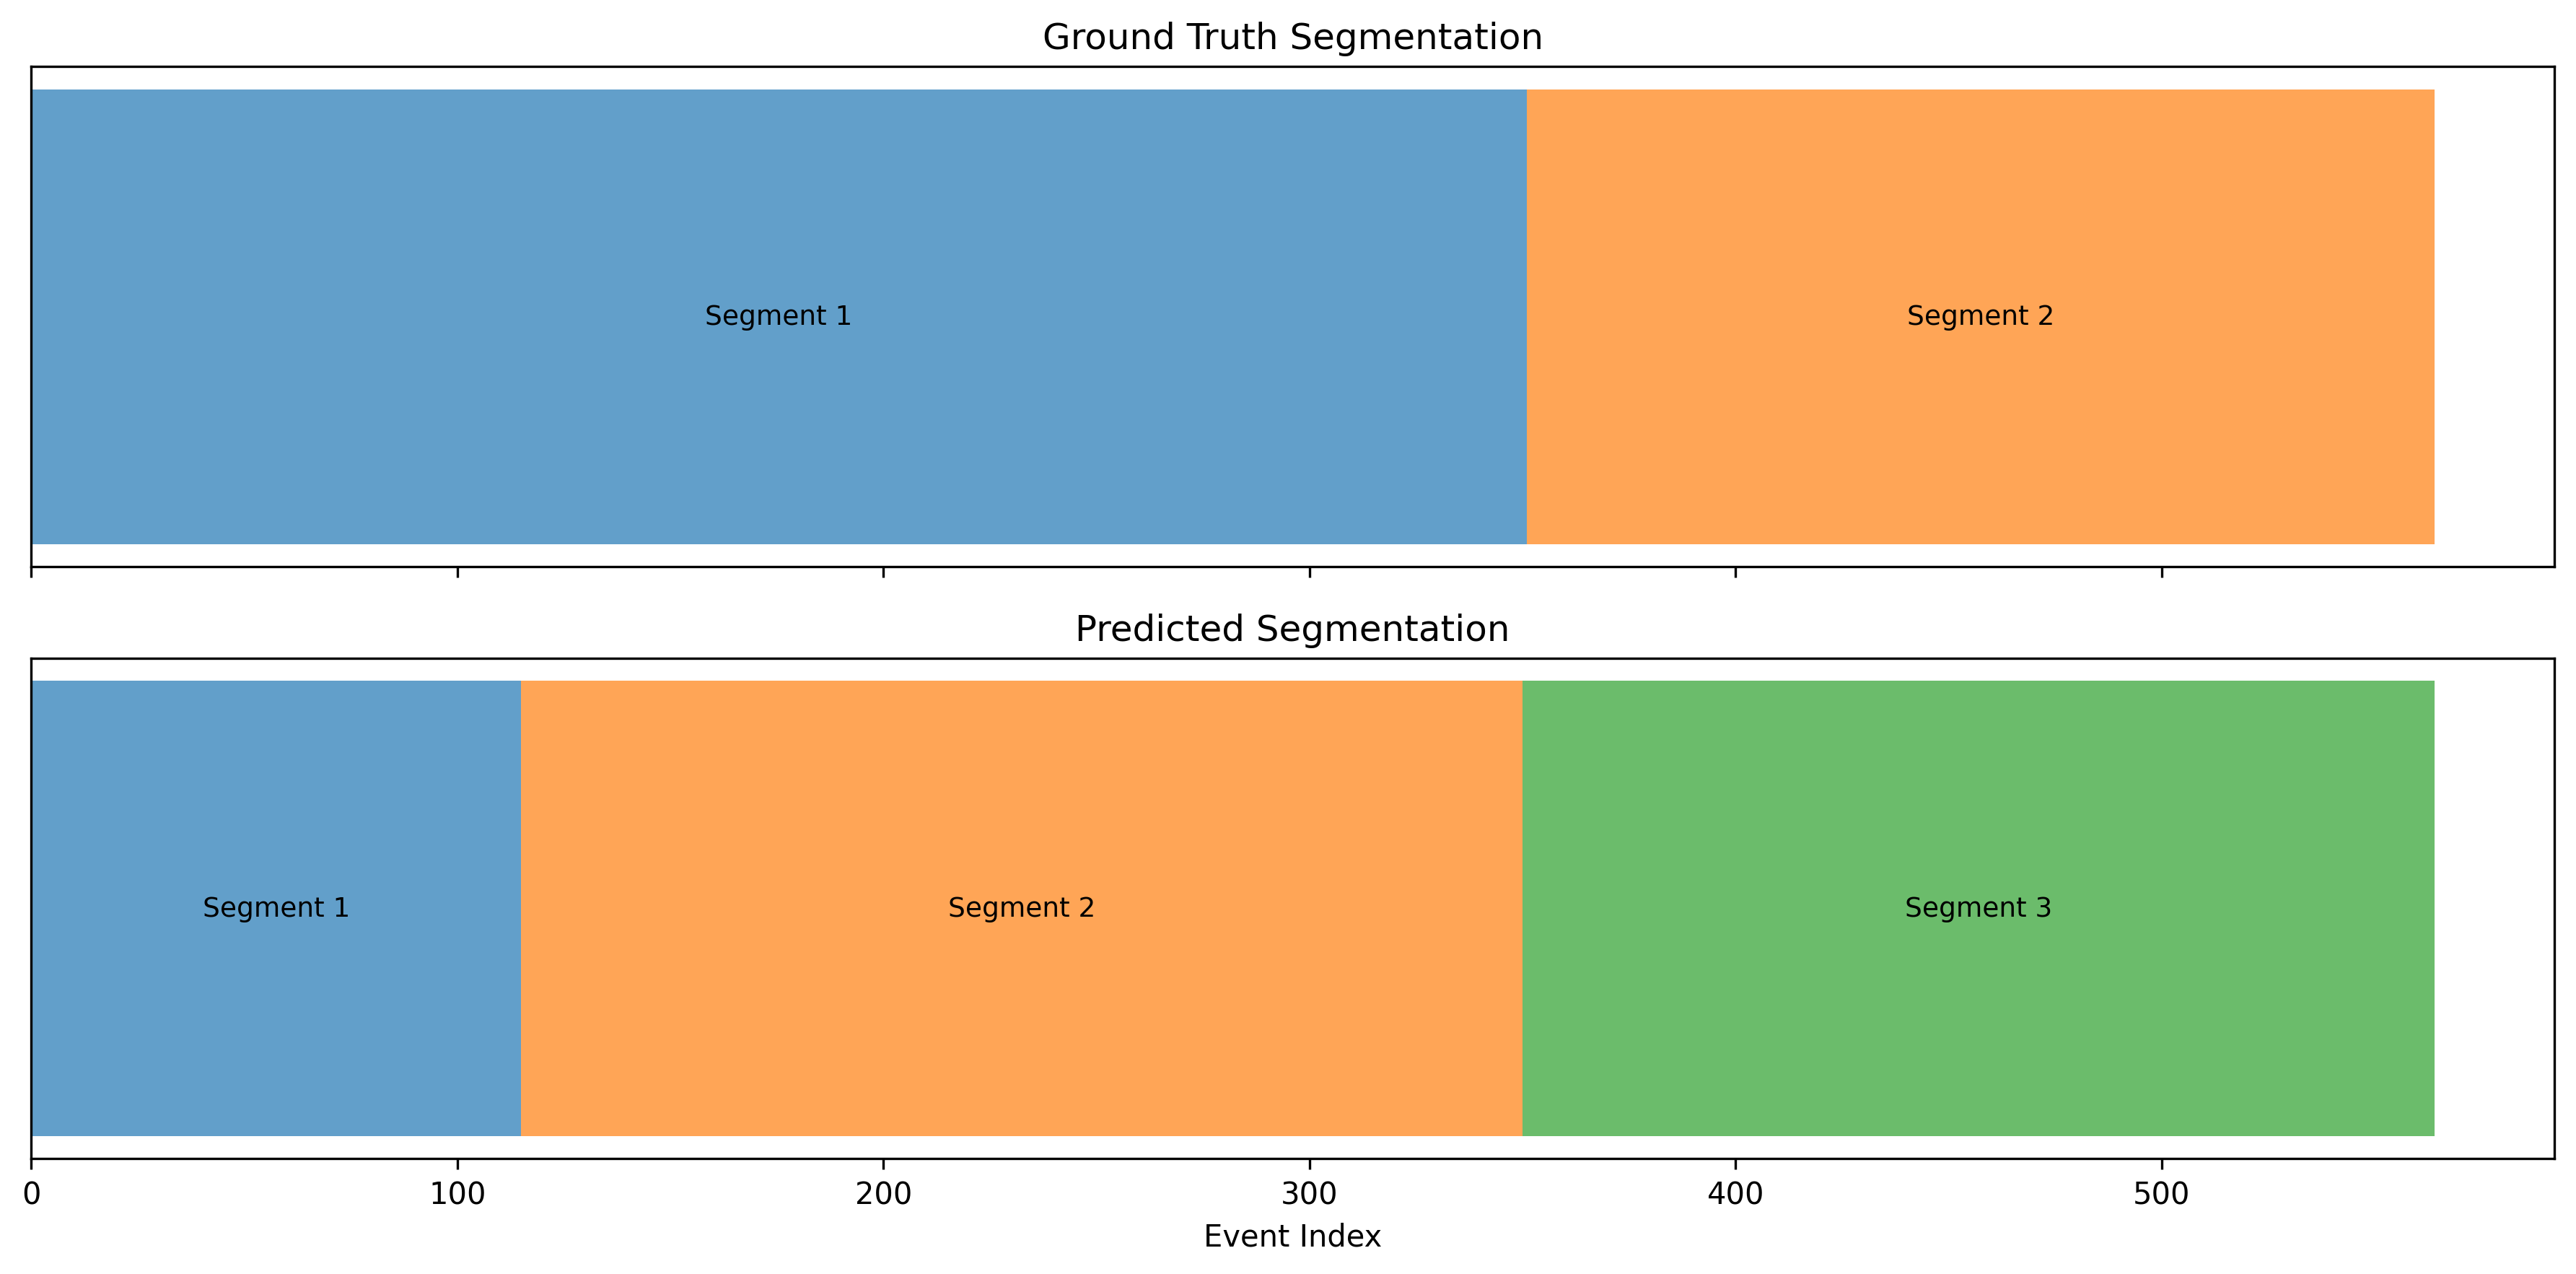 Ground Truth Segmentation
Segment 1 Segment 2
Predicted Segmentation
Segment 1 Segment 2 Segment 3
0 100 200 300 400 500
Event Index